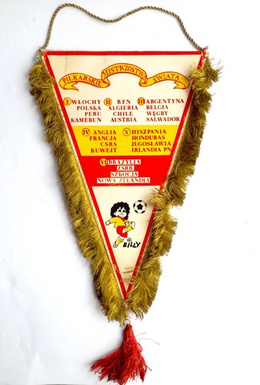 PIŁKARSKIE MISTRZOSTWA ŚWIATA
I WŁOCHY II RFN III ARGENTYNA
POLSKA ALGIERIA BELGIA
PERU CHILE WĘGRY
KAMERUN AUSTRIA SALWADOR
IV ANGLIA V HISZPANIA
FRANCJA HONDURAS
CSRS JUGOSŁAWIA
KUWEJT IRLANDIA PN
VI BRAZYLIA
ZSRR
SZKOCJA
NOWA ZELANDIA
BILLY